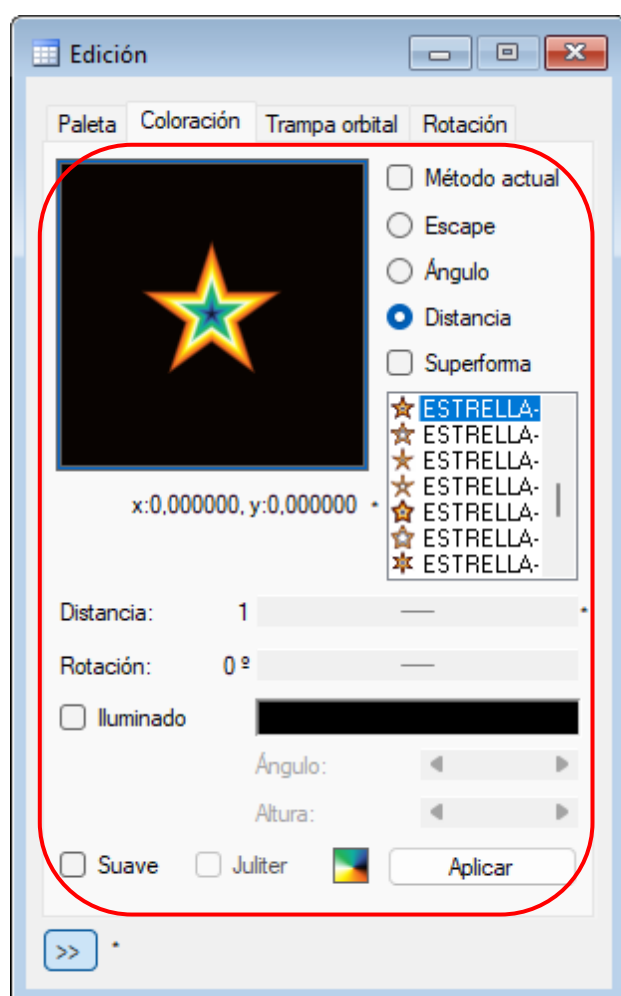 Edición
Paleta Coloración Trampa orbital Rotación
Método actual
Escape
Ángulo
Distancia
Superforma
ESTRELLA-
ESTRELLA-
ESTRELLA-
ESTRELLA-
ESTRELLA-
ESTRELLA-
ESTRELLA-
x:0,000000, y:0,000000 *
Distancia: 1 *
Rotación: 0 º
Iluminado
Ángulo:
Altura:
Suave Juliter Aplicar
>> *